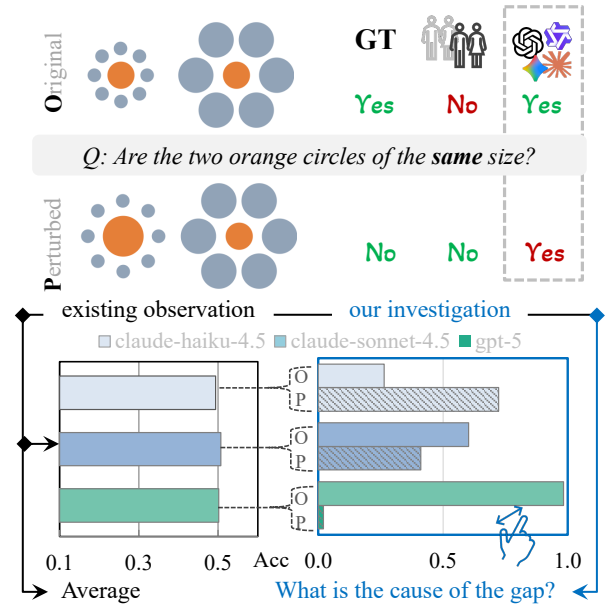 Original
GT
Yes No Yes
Q: Are the two orange circles of the same size?
Perturbed
No No Yes
existing observation our investigation
claude-haiku-4.5 claude-sonnet-4.5 gpt-5
O
P
O
P
O
P
0.1 0.3 0.5 Acc 0.0 0.5 1.0
Average What is the cause of the gap?